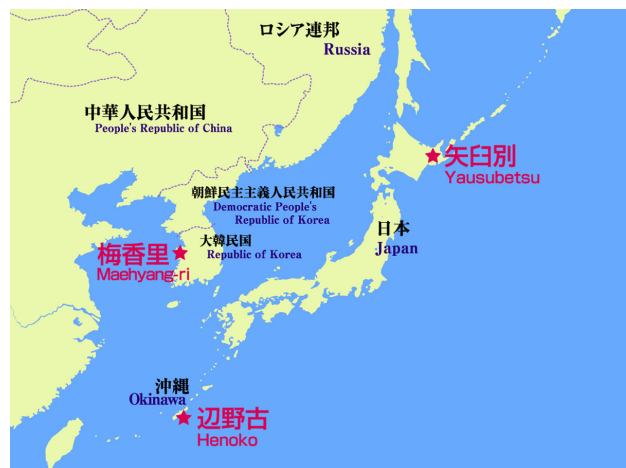 ロシア連邦
Russia
中華人民共和国
People's Republic of China
矢臼別
Yausubetsu
朝鮮民主主義人民共和国
Democratic People's
Republic of Korea
日本
Japan
大韓民国
Republic of Korea
梅香里
Maehyang-ri
沖縄
Okinawa
辺野古
Henoko